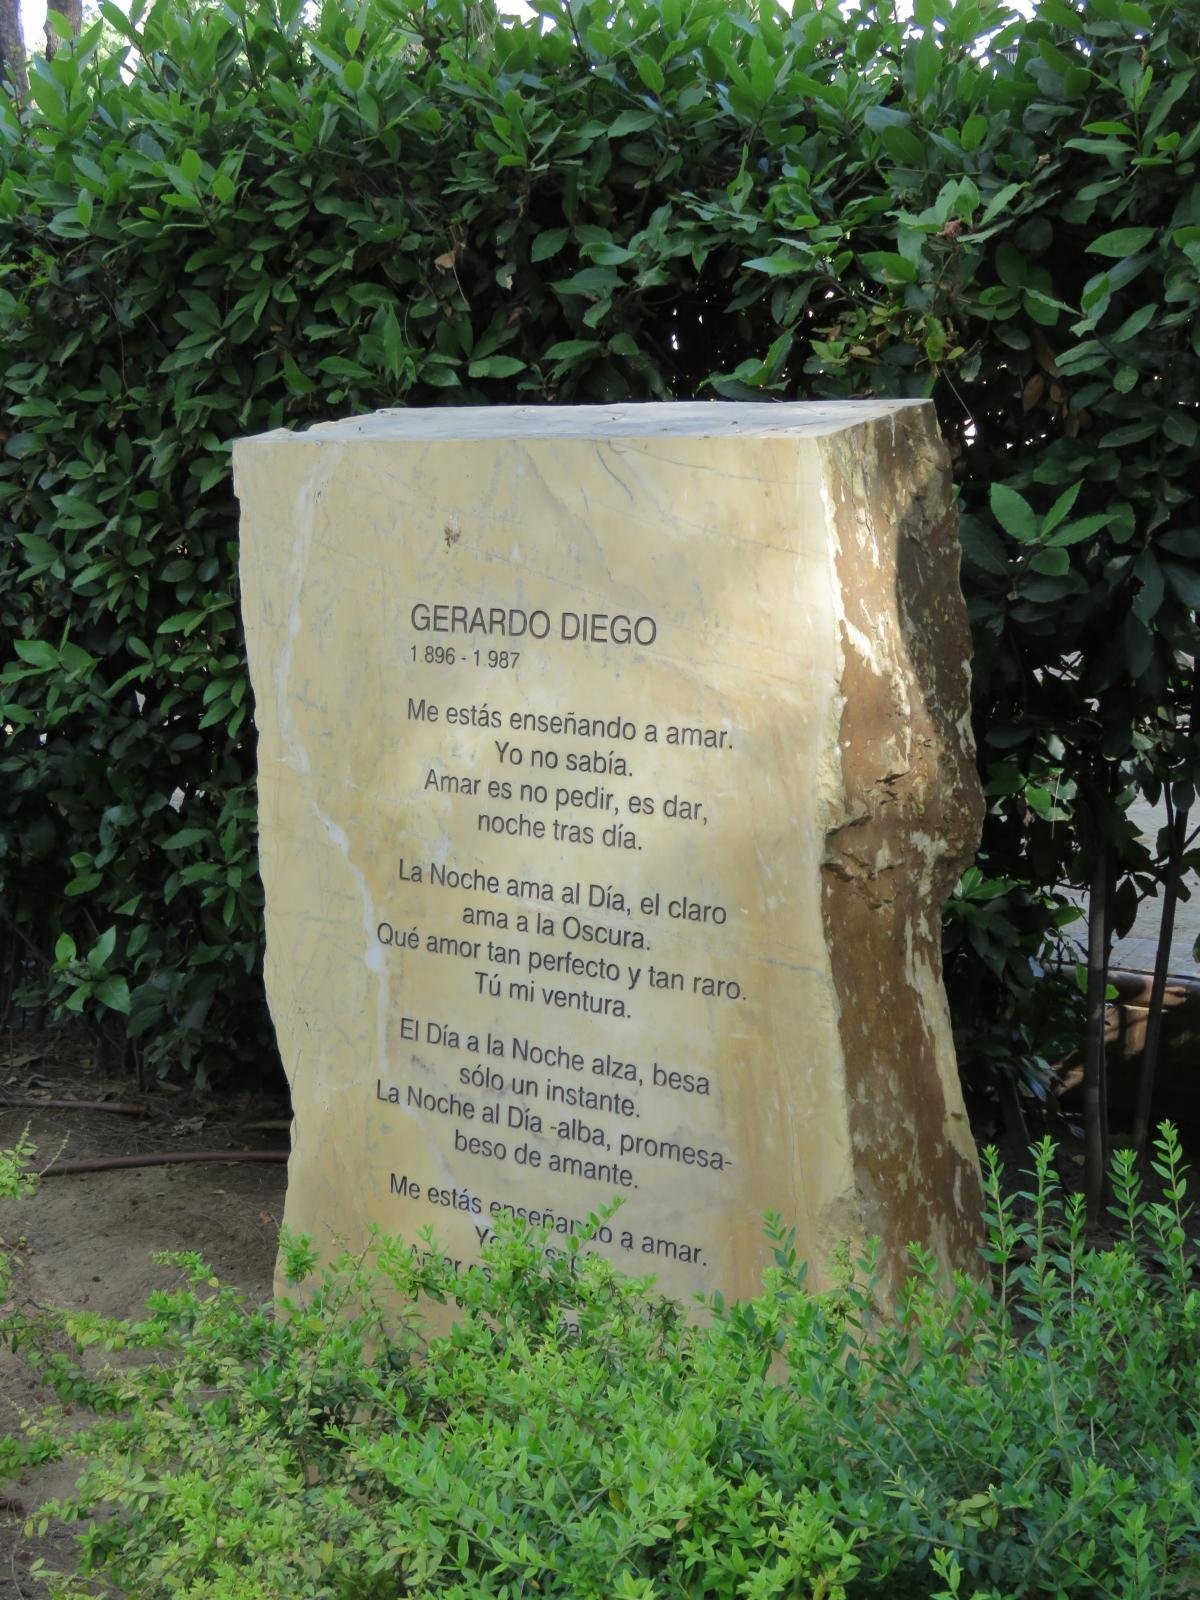 GERARDO DIEGO
1.896 - 1.987
Me estás enseñando a amar.
Yo no sabía.
Amar es no pedir, es dar,
noche tras día.
La Noche ama al Día, el claro
ama a la Oscura.
Qué amor tan perfecto y tan raro.
Tú mi ventura.
El Día a la Noche alza, besa
sólo un instante.
La Noche al Día -alba, promesa-
beso de amante.
Me estás enseñando a amar.
Yo
Amar es